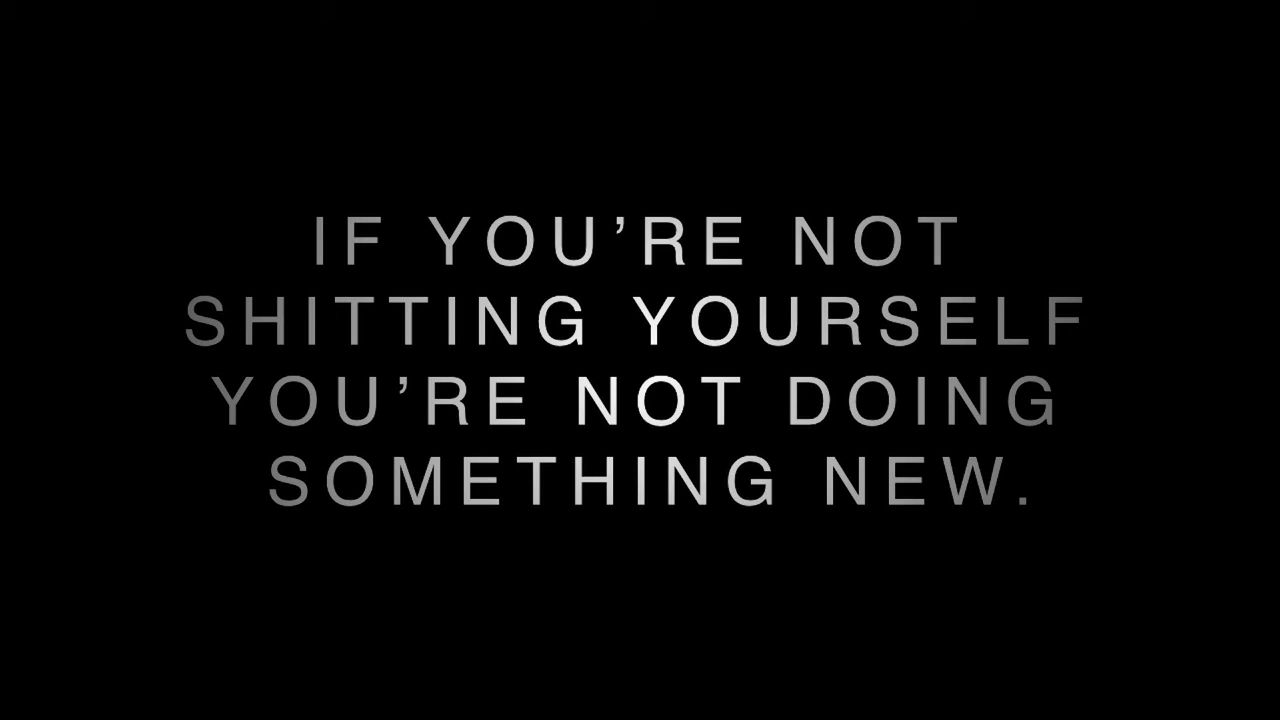 IF YOU’RE NOT
SHITTING YOURSELF
YOU’RE NOT DOING
SOMETHING NEW.